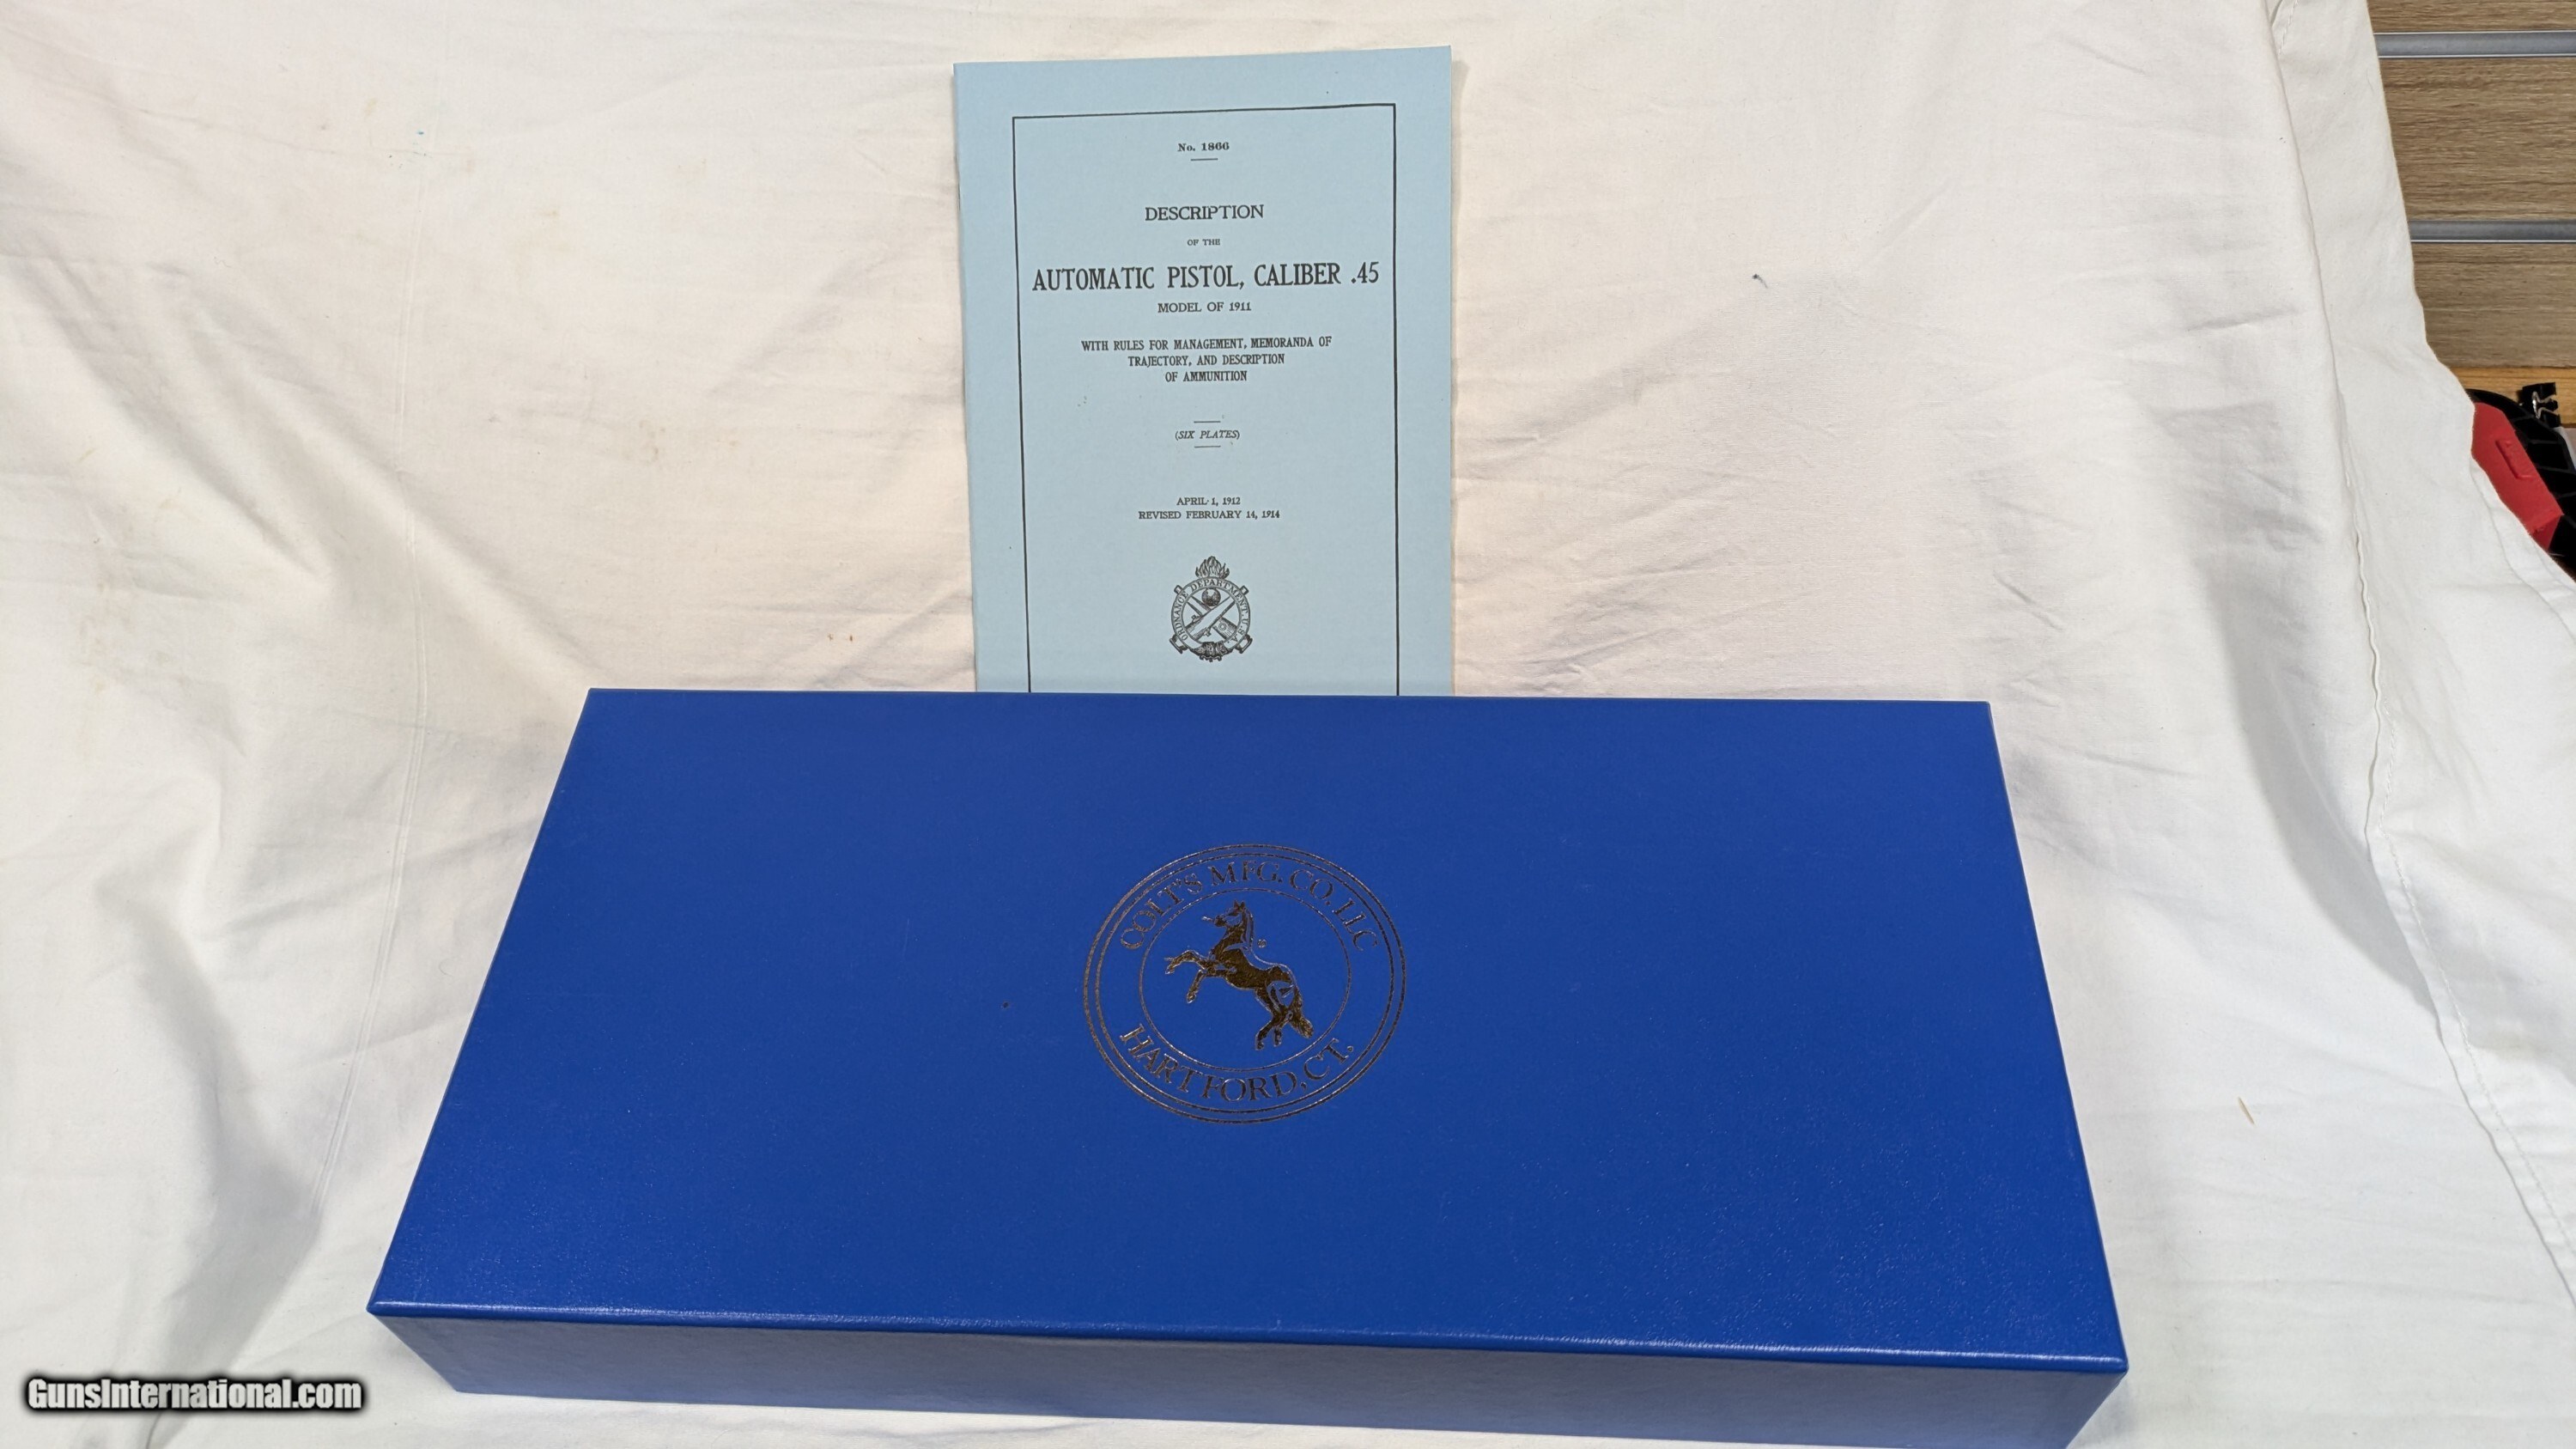 No. 1866
DESCRIPTION
OF THE
AUTOMATIC PISTOL, CALIBER .45
MODEL OF 1911
WITH RULES FOR MANAGEMENT, MEMORANDA OF
TRAJECTORY, AND DESCRIPTION
OF AMMUNITION
(SIX PLATES)
APRIL 1, 1912
REVISED FEBRUARY 14, 1914
ORDNANCE DEPARTMENT, U.S.A.
COLT'S MFG. CO. LLC
®
HARTFORD, CT.
GunsInternational.com